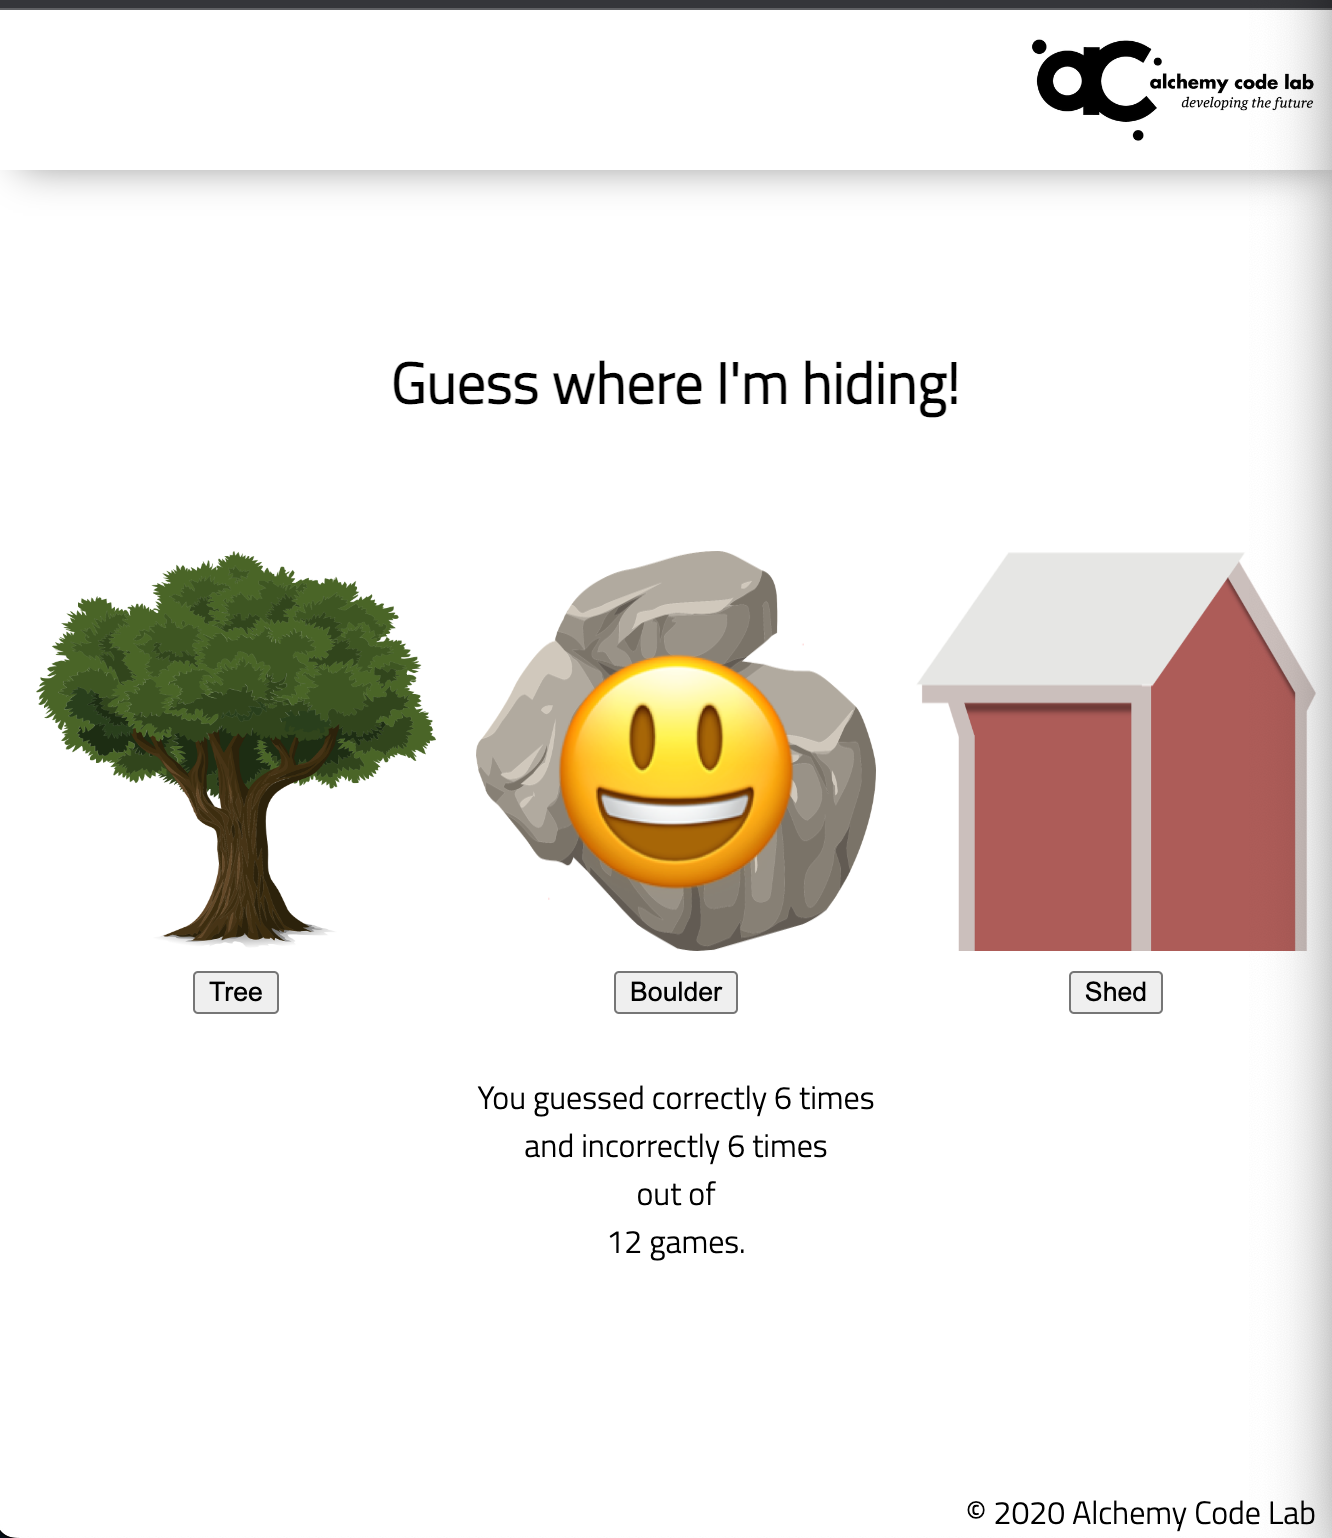 ac
alchemy code lab
developing the future
Guess where I'm hiding!
Tree
Boulder
Shed
You guessed correctly 6 times
and incorrectly 6 times
out of
12 games.
© 2020 Alchemy Code Lab